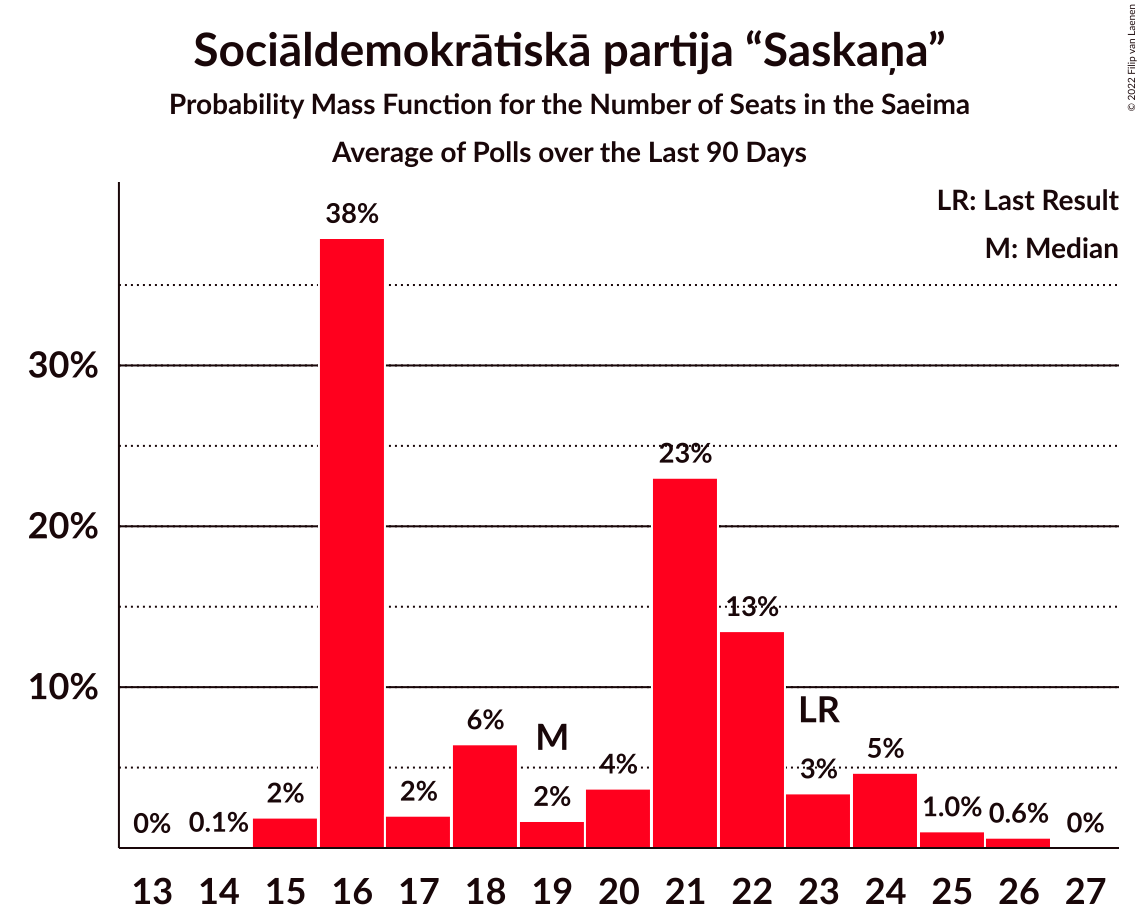 Sociāldemokrātiskā partija “Saskaņa”
Probability Mass Function for the Number of Seats in the Saeima
Average of Polls over the Last 90 Days
© 2022 Filip van Laenen
LR: Last Result
M: Median
38%
30%
23%
20%
13%
10%
LR
6%
M
5%
4%
3%
2%
2%
2%
1.0%
0.6%
0%
0.1%
0%
13 14 15 16 17 18 19 20 21 22 23 24 25 26 27